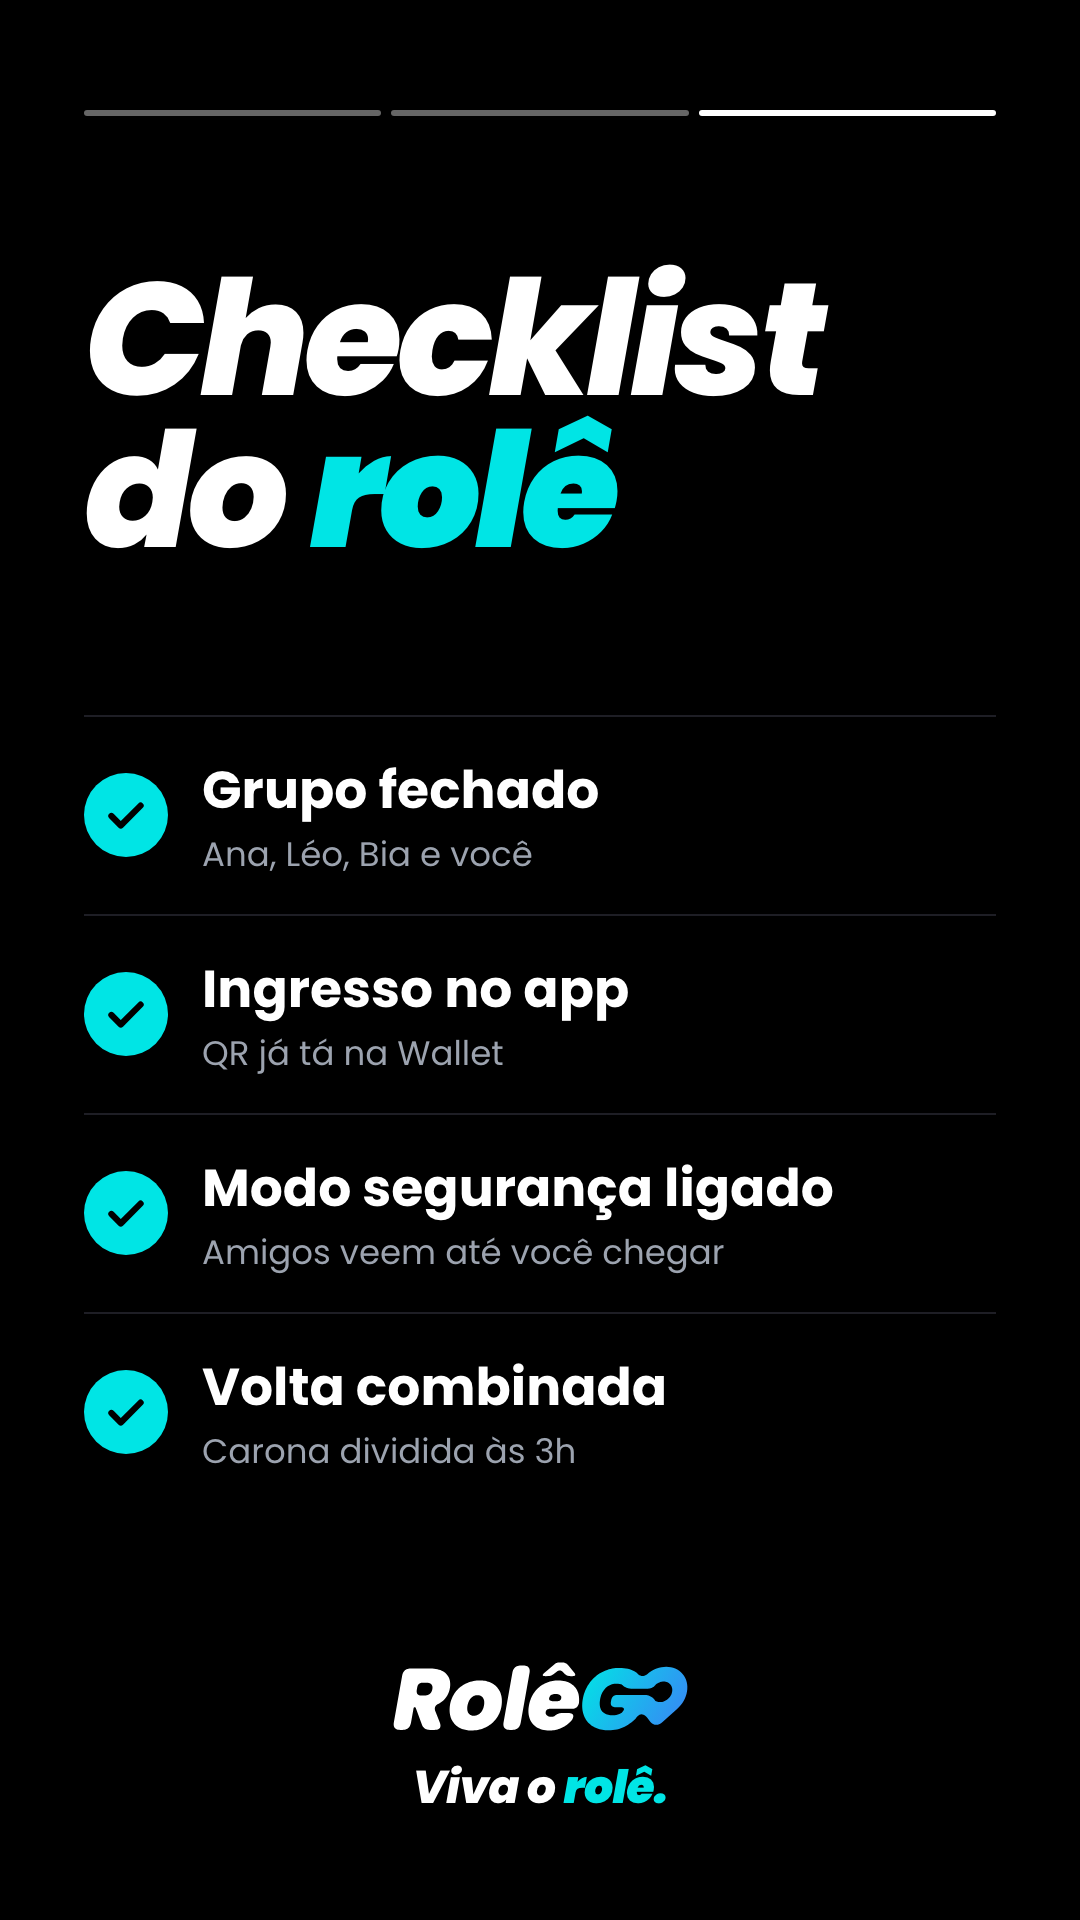 Checklist
do rolê
Grupo fechado
Ana, Léo, Bia e você
Ingresso no app
QR já tá na Wallet
Modo segurança ligado
Amigos veem até você chegar
Volta combinada
Carona dividida às 3h
RolêGO
Viva o rolê.